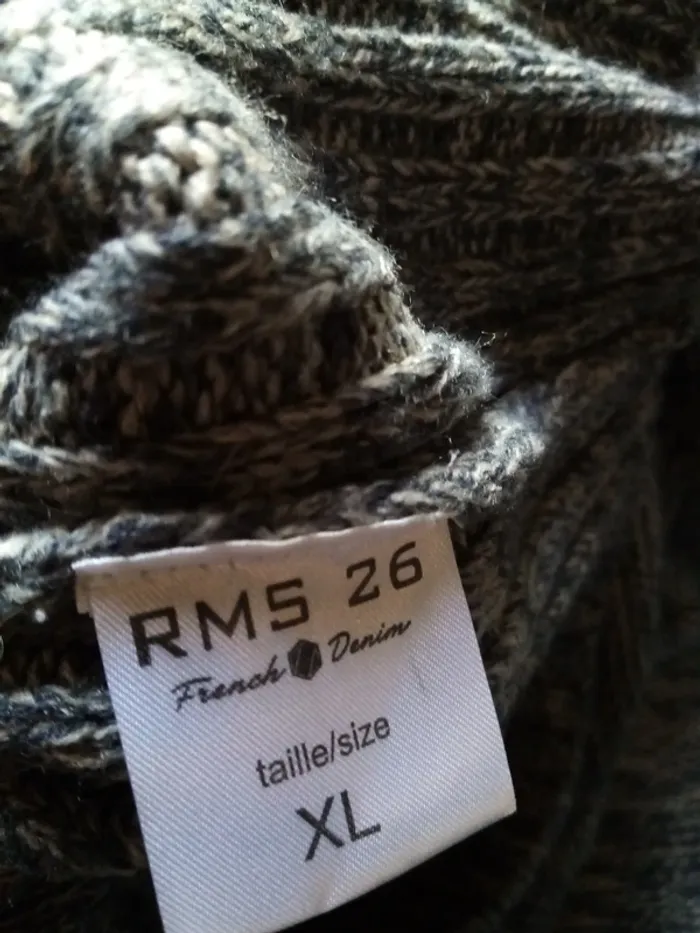 RMS 26
French Denim
taille/size
XL